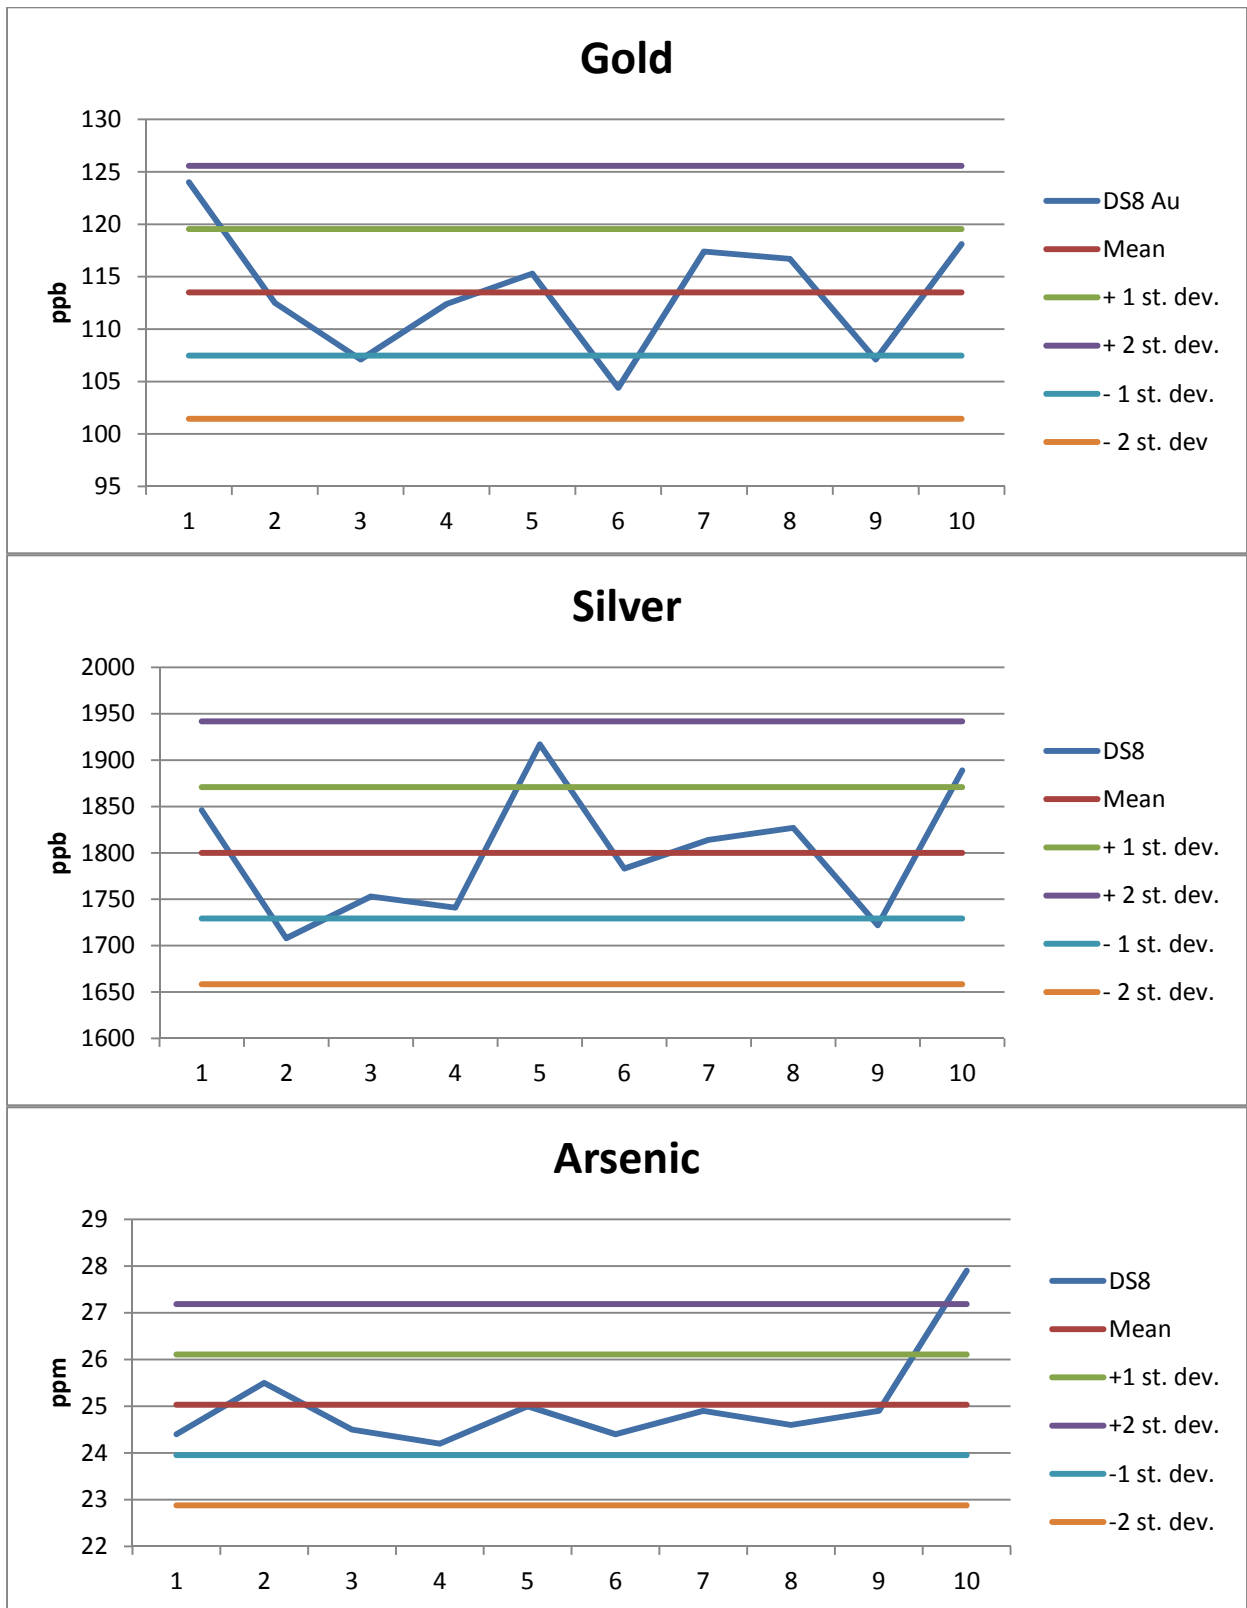 Gold
130
125
120
115
110
105
100
95
ppb
1 2 3 4 5 6 7 8 9 10
DS8 Au
Mean
+ 1 st. dev.
+ 2 st. dev.
- 1 st. dev.
- 2 st. dev
Silver
2000
1950
1900
1850
1800
1750
1700
1650
1600
ppb
1 2 3 4 5 6 7 8 9 10
DS8
Mean
+ 1 st. dev.
+ 2 st. dev.
- 1 st. dev.
- 2 st. dev.
Arsenic
29
28
27
26
25
24
23
22
ppm
1 2 3 4 5 6 7 8 9 10
DS8
Mean
+1 st. dev.
+2 st. dev.
-1 st. dev.
-2 st. dev.